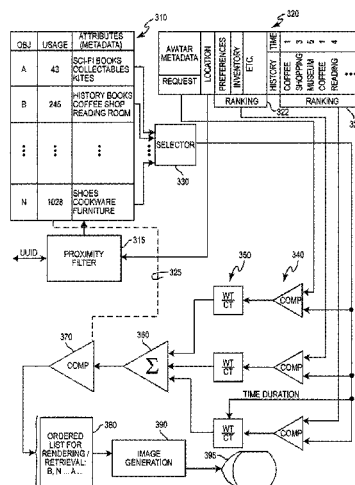 310
320
OBJ
USAGE
ATTRIBUTES
(METADATA)
A
43
SCI-FI BOOKS
COLLECTABLES
KITES
B
245
HISTORY BOOKS
COFFEE SHOP
READING ROOM
N
1028
SHOES
COOKWARE
FURNITURE
AVATAR
METADATA
REQUEST
LOCATION
PREFERENCES
INVENTORY
ETC.
RANKING
322
HISTORY
TIME
COFFEE
1
SHOPPING
3
MUSEUM
5
COFFEE
1
READING
4
RANKING
SELECTOR
330
UUID
PROXIMITY
FILTER
315
325
350
340
WT
CT
COMP
370
COMP
360
Σ
WT
CT
COMP
TIME DURATION
WT
CT
COMP
ORDERED
LIST FOR
RENDERING /
RETRIEVAL:
B, N ... A ...
380
IMAGE
GENERATION
390
395